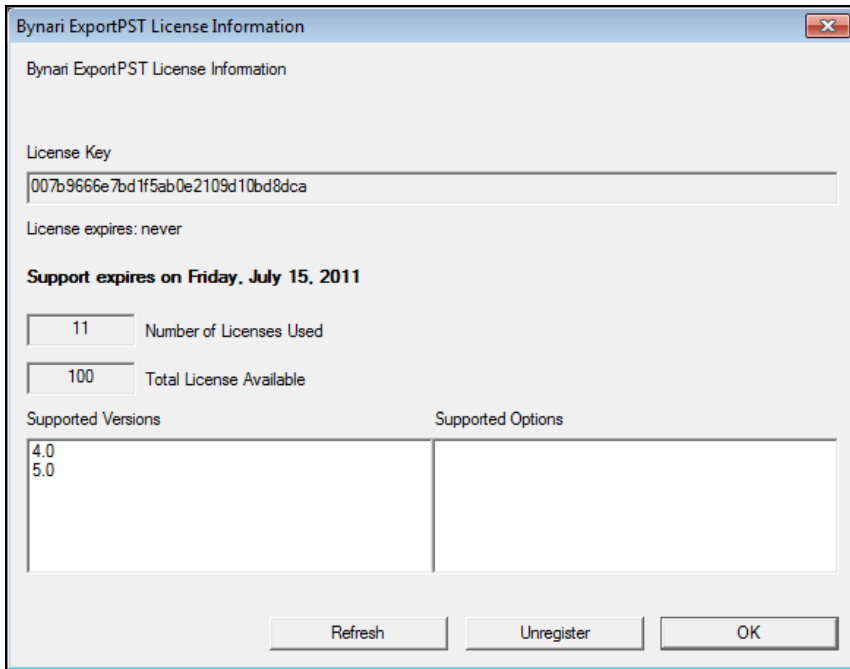 Bynari ExportPST License Information
Bynari ExportPST License Information
License Key
007b9666e7bd1f5ab0e2109d10bd8dca
License expires: never
Support expires on Friday, July 15, 2011
11 Number of Licenses Used
100 Total License Available
Supported Versions Supported Options
4.0
5.0
Refresh Unregister OK